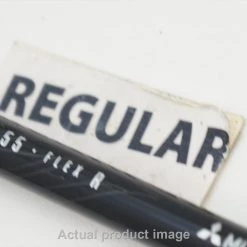 REGULAR
55 · FLEX R
Actual product image